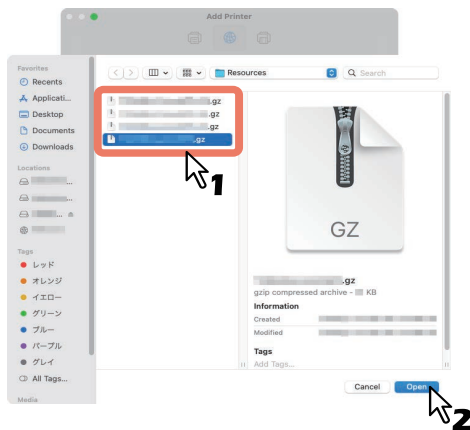 Add Printer
Favorites
Recents
Applicati...
Desktop
Documents
Downloads
Locations
...
...
...
Tags
レッド
オレンジ
イエロー
グリーン
ブルー
パープル
グレイ
All Tags...
Media
Resources
Search
.gz
.gz
.gz
.gz
1
GZ
.gz
gzip compressed archive - KB
Information
Created
Modified
Tags
Add Tags...
Cancel
Open
2